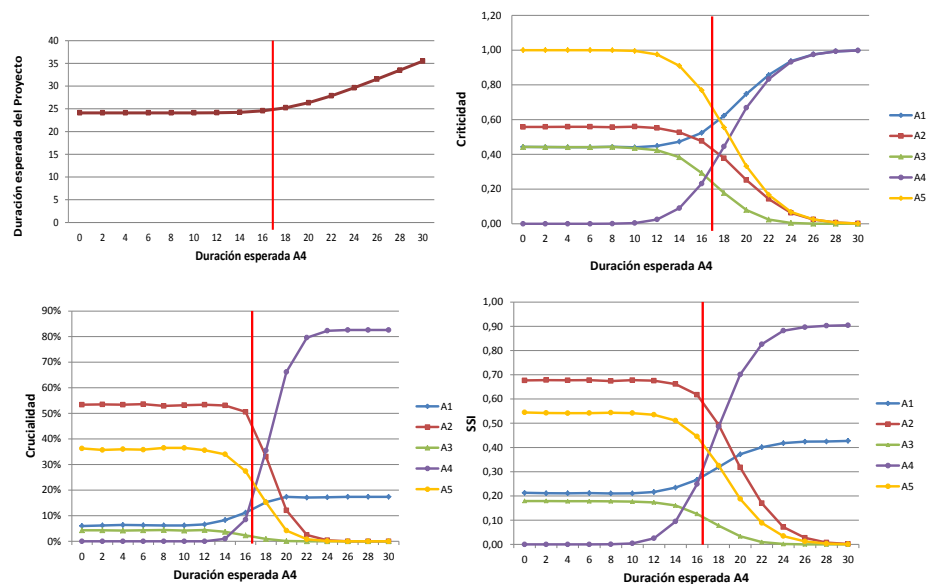 Duración esperada del Proyecto
40
35
30
25
20
15
10
5
0
0 2 4 6 8 10 12 14 16 18 20 22 24 26 28 30
Duración esperada A4
Criticidad
1,20
1,00
0,80
0,60
0,40
0,20
0,00
0 2 4 6 8 10 12 14 16 18 20 22 24 26 28 30
Duración esperada A4
A1
A2
A3
A4
A5
Crucialidad
90%
80%
70%
60%
50%
40%
30%
20%
10%
0%
0 2 4 6 8 10 12 14 16 18 20 22 24 26 28 30
Duración esperada A4
A1
A2
A3
A4
A5
SSI
1,00
0,90
0,80
0,70
0,60
0,50
0,40
0,30
0,20
0,10
0,00
0 2 4 6 8 10 12 14 16 18 20 22 24 26 28 30
Duración esperada A4
A1
A2
A3
A4
A5